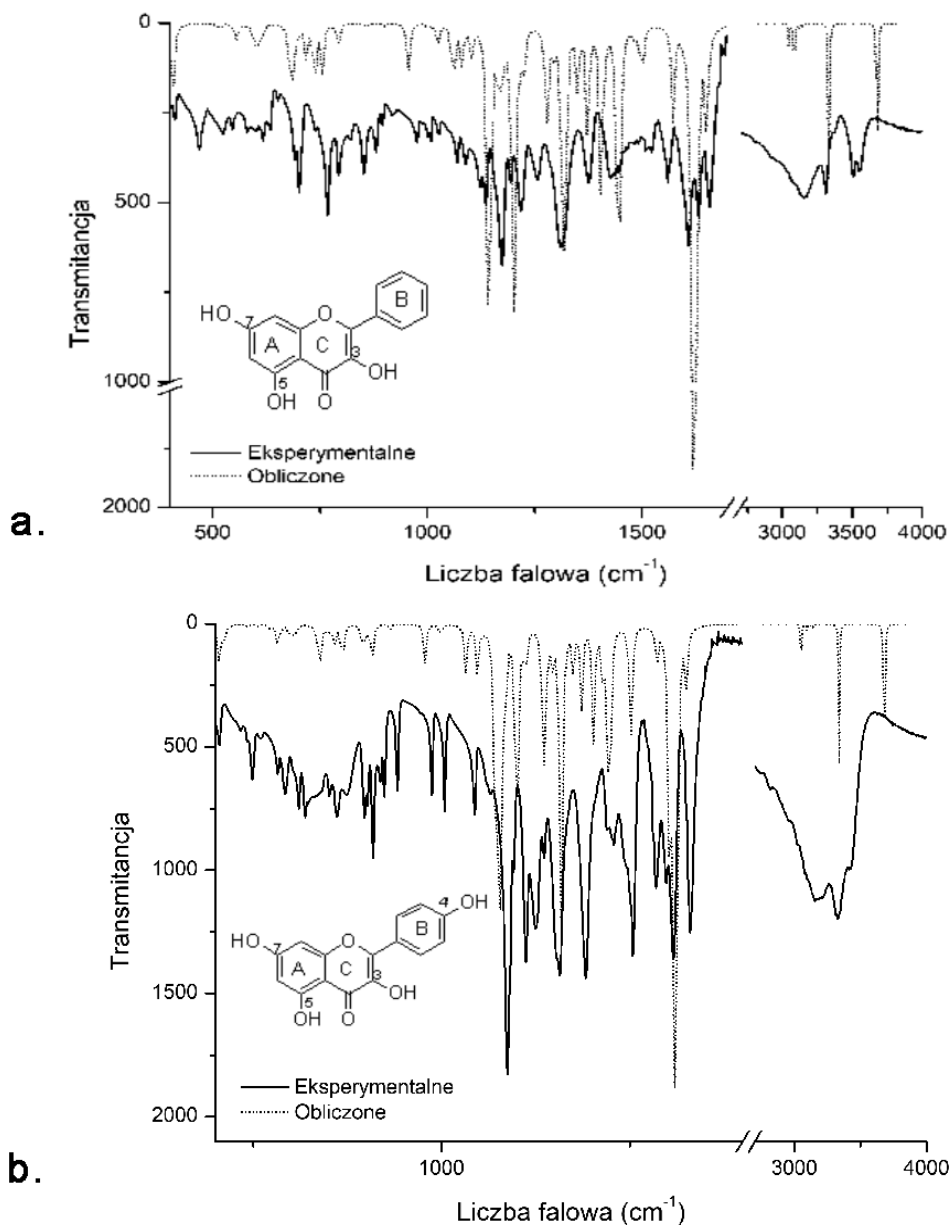 0
500
1000
2000
Transmitancja
HO
7
O
B
A
C
3
OH
5
OH
O
Eksperymentalne
Obliczone
a.
500
1000
1500
3000
3500
4000
Liczba falowa (cm-1)
0
500
1000
1500
2000
Transmitancja
4
OH
B
HO
7
O
A
C
3
OH
5
OH
O
Eksperymentalne
Obliczone
b.
1000
3000
4000
Liczba falowa (cm-1)